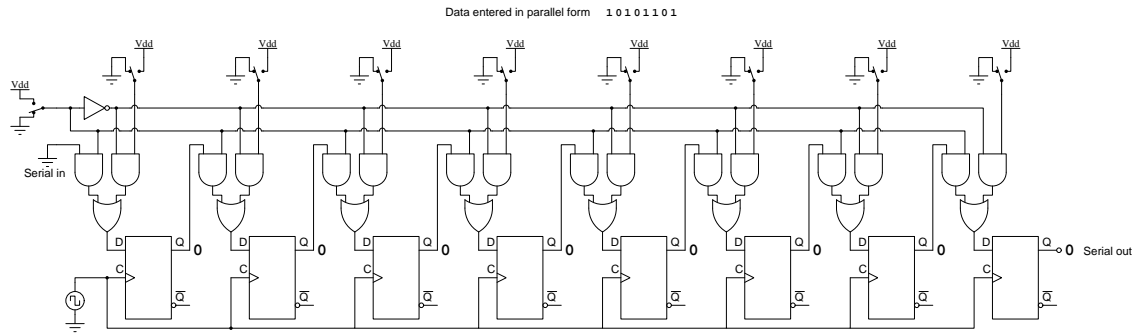 Data entered in parallel form 1 0 1 0 1 1 0 1
Vdd Vdd Vdd Vdd Vdd Vdd Vdd Vdd
Vdd
Serial in
D Q D Q D Q D Q D Q D Q D Q D Q
0 0 0 0 0 0 0 0 Serial out
C C C C C C C C
Q Q Q Q Q Q Q Q